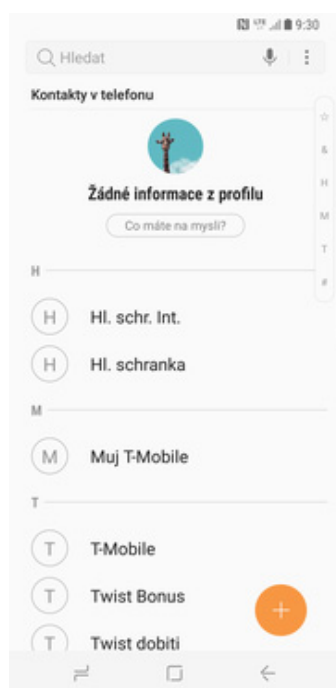 9:30
Hledat
Kontakty v telefonu
Žádné informace z profilu
Co máte na mysli?
☆
&
H
M
T
#
H
H Hl. schr. Int.
H Hl. schranka
M
M Muj T-Mobile
T
T T-Mobile
T Twist Bonus
T Twist dobiti